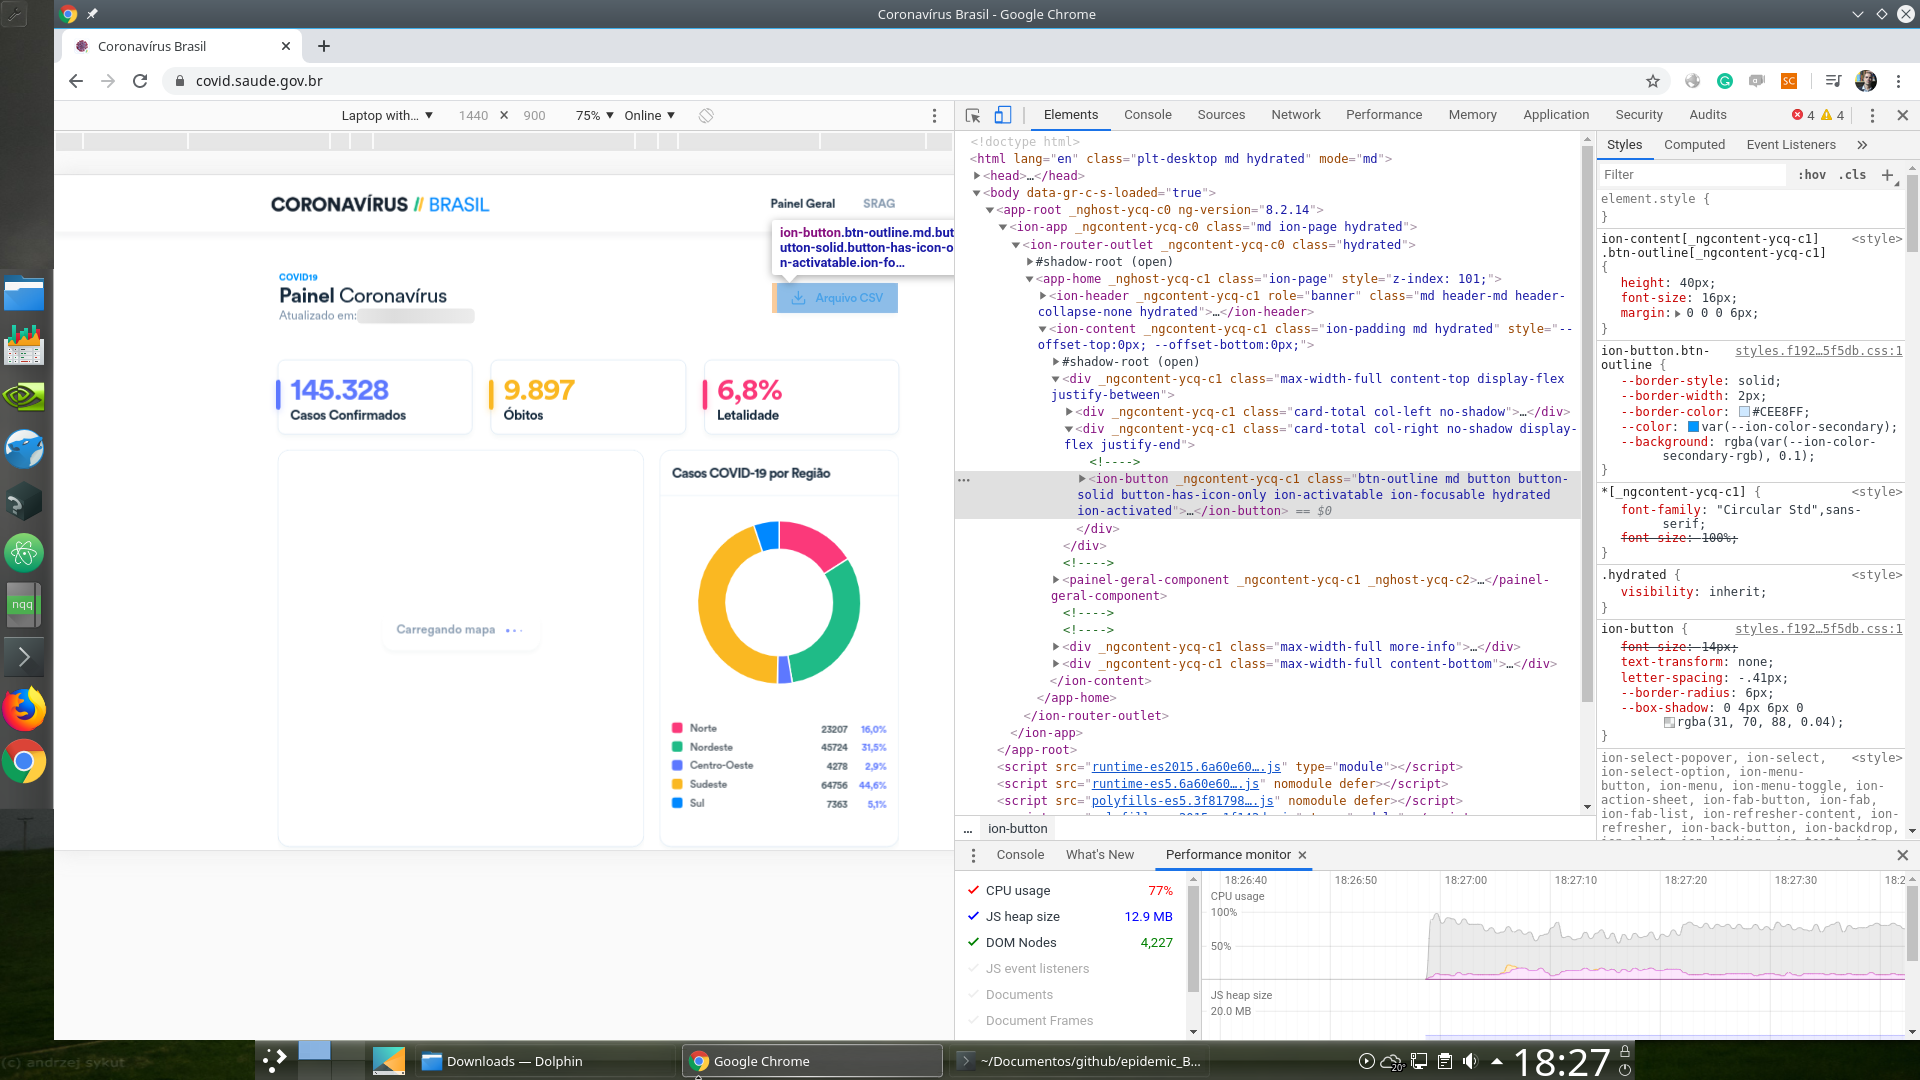 Coronavírus Brasil - Google Chrome
Coronavírus Brasil
covid.saude.gov.br
Laptop with... ▼ 1440 × 900 75% ▼ Online ▼
CORONAVÍRUS // BRASIL
Painel Geral SRAG
ion-button.btn-outline.md.but
utton-solid.button-has-icon-o
n-activatable.ion-fo…
COVID19
Painel Coronavírus
Atualizado em:
Arquivo CSV
145.328
Casos Confirmados
9.897
Óbitos
6,8%
Letalidade
Carregando mapa
Casos COVID-19 por Região
Norte 23207 16,0%
Nordeste 45724 31,5%
Centro-Oeste 4278 2,9%
Sudeste 64756 44,6%
Sul 7363 5,1%
Elements Console Sources Network Performance Memory Application Security Audits 4 4
<!doctype html>
<html lang="en" class="plt-desktop md hydrated" mode="md">
<head>…</head>
<body data-gr-c-s-loaded="true">
<app-root _nghost-ycq-c0 ng-version="8.2.14">
<ion-app _ngcontent-ycq-c0 class="md ion-page hydrated">
<ion-router-outlet _ngcontent-ycq-c0 class="hydrated">
#shadow-root (open)
<app-home _nghost-ycq-c1 class="ion-page" style="z-index: 101;">
<ion-header _ngcontent-ycq-c1 role="banner" class="md header-md header-
collapse-none hydrated">…</ion-header>
<ion-content _ngcontent-ycq-c1 class="ion-padding md hydrated" style="--
offset-top:0px; --offset-bottom:0px;">
#shadow-root (open)
<div _ngcontent-ycq-c1 class="max-width-full content-top display-flex
justify-between">
<div _ngcontent-ycq-c1 class="card-total col-left no-shadow">…</div>
<div _ngcontent-ycq-c1 class="card-total col-right no-shadow display-
flex justify-end">
<!---->
<ion-button _ngcontent-ycq-c1 class="btn-outline md button button-
solid button-has-icon-only ion-activatable ion-focusable hydrated
ion-activated">…</ion-button> == $0
</div>
</div>
<!---->
<painel-geral-component _ngcontent-ycq-c1 _nghost-ycq-c2>…</painel-
geral-component>
<!---->
<!---->
<div _ngcontent-ycq-c1 class="max-width-full more-info">…</div>
<div _ngcontent-ycq-c1 class="max-width-full content-bottom">…</div>
</ion-content>
</app-home>
</ion-router-outlet>
</ion-app>
</app-root>
<script src="runtime-es2015.6a60e60….js" type="module"></script>
<script src="runtime-es5.6a60e60….js" nomodule defer></script>
<script src="polyfills-es5.3f81798….js" nomodule defer></script>
... ion-button
Styles Computed Event Listeners »
Filter :hov .cls +
element.style {
}
ion-content[_ngcontent-ycq-c1] <style>
.btn-outline[_ngcontent-ycq-c1]
{
height: 40px;
font-size: 16px;
margin: 0 0 0 6px;
}
ion-button.btn- styles.f192…5f5db.css:1
outline {
--border-style: solid;
--border-width: 2px;
--border-color: #CEE8FF;
--color: var(--ion-color-secondary);
--background: rgba(var(--ion-color-
secondary-rgb), 0.1);
}
*[_ngcontent-ycq-c1] { <style>
font-family: "Circular Std",sans-
serif;
font-size: 100%;
}
.hydrated { <style>
visibility: inherit;
}
ion-button { styles.f192…5f5db.css:1
font-size: 14px;
text-transform: none;
letter-spacing: -.41px;
--border-radius: 6px;
--box-shadow: 0 4px 6px 0
rgba(31, 70, 88, 0.04);
}
ion-select-popover, ion-select, <style>
ion-select-option, ion-menu-
button, ion-menu, ion-menu-toggle, ion-
action-sheet, ion-fab-button, ion-fab,
ion-fab-list, ion-refresher-content, ion-
refresher, ion-back-button, ion-backdrop,
Console What's New Performance monitor ×
CPU usage 77%
JS heap size 12.9 MB
DOM Nodes 4,227
JS event listeners
Documents
Document Frames
18:26:40 18:26:50 18:27:00 18:27:10 18:27:20 18:27:30 18:2
CPU usage
100%
50%
JS heap size
20.0 MB
nqq
(c) andrzej sykut
Downloads — Dolphin
Google Chrome
~/Documentos/github/epidemic_B...
20°
18:27